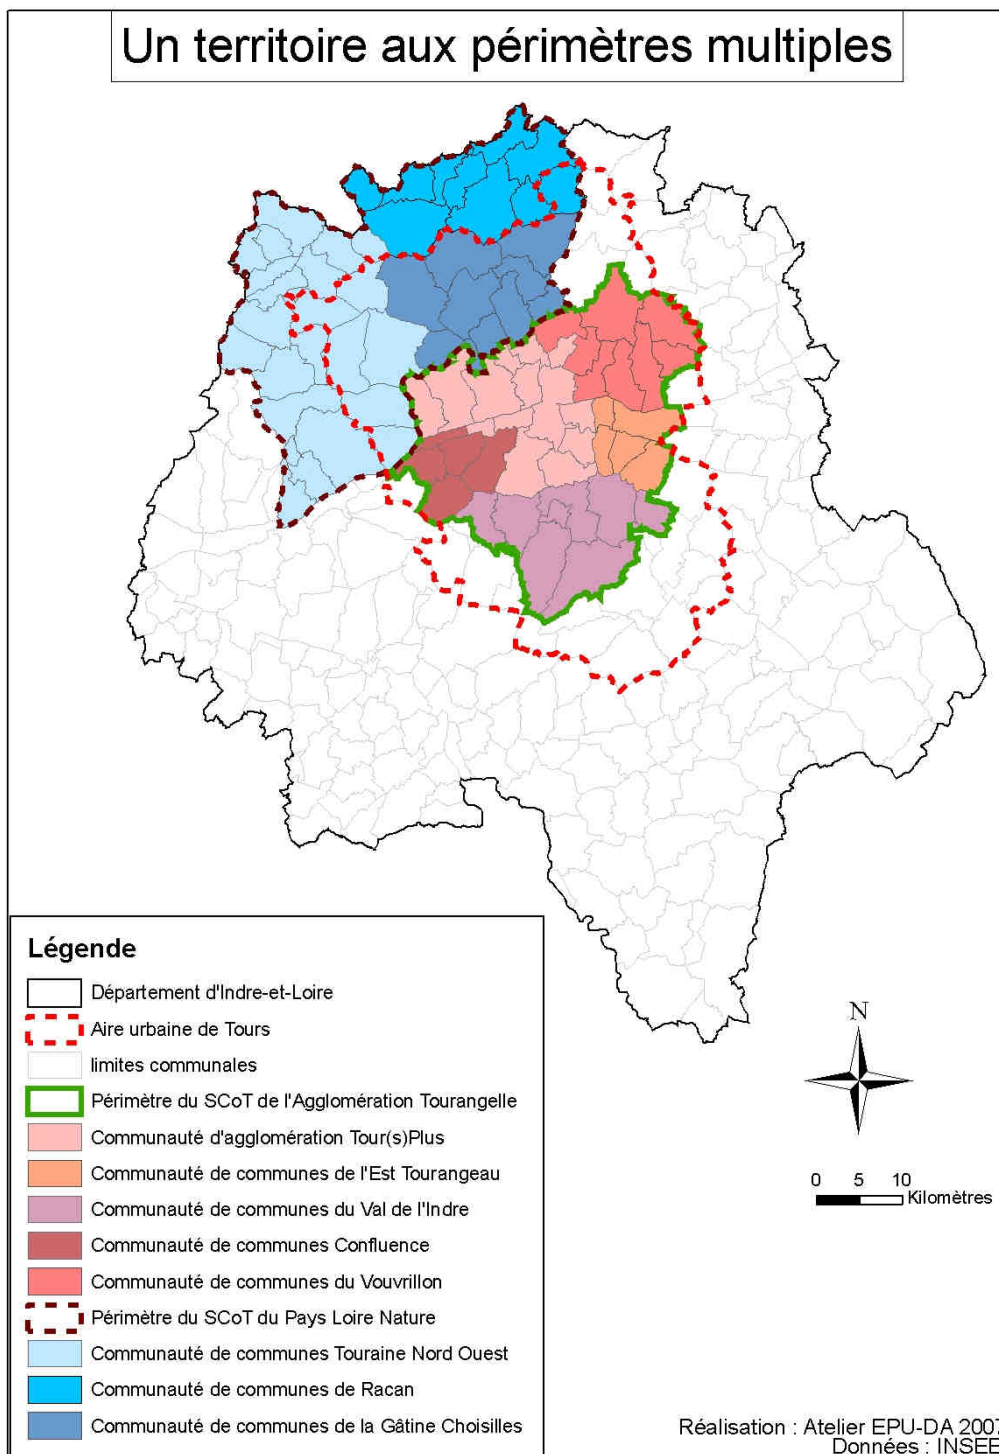 Un territoire aux périmètres multiples
Légende
Département d'Indre-et-Loire
Aire urbaine de Tours
limites communales
Périmètre du SCoT de l'Agglomération Tourangelle
Communauté d'agglomération Tour(s)Plus
Communauté de communes de l'Est Tourangeau
Communauté de communes du Val de l'Indre
Communauté de communes Confluence
Communauté de communes du Vouvrillon
Périmètre du SCoT du Pays Loire Nature
Communauté de communes Touraine Nord Ouest
Communauté de communes de Racan
Communauté de communes de la Gâtine Choisilles
N
0 5 10
Kilomètres
Réalisation : Atelier EPU-DA 2007
Données : INSEE